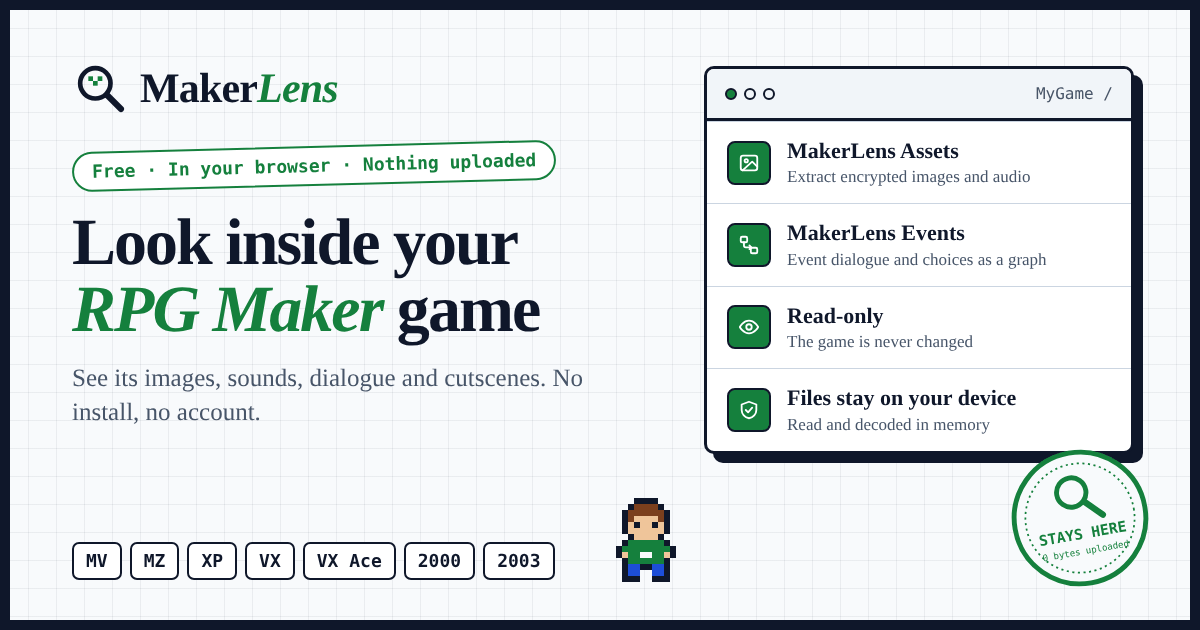 MakerLens
Free · In your browser · Nothing uploaded
Look inside your
RPG Maker game
See its images, sounds, dialogue and cutscenes. No
install, no account.
MV
MZ
XP
VX
VX Ace
2000
2003
MyGame /
MakerLens Assets
Extract encrypted images and audio
MakerLens Events
Event dialogue and choices as a graph
Read-only
The game is never changed
Files stay on your device
Read and decoded in memory
STAYS HERE
0 bytes uploaded